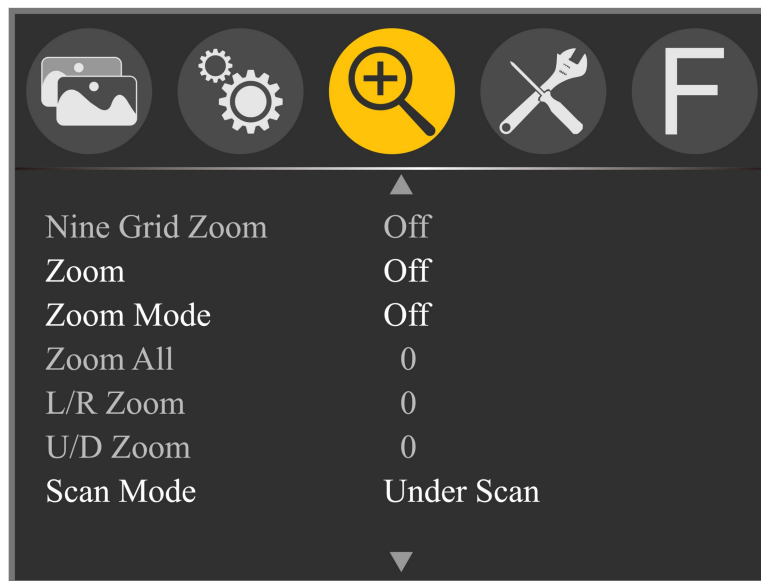 F
Nine Grid Zoom Off
Zoom Off
Zoom Mode Off
Zoom All 0
L/R Zoom 0
U/D Zoom 0
Scan Mode Under Scan